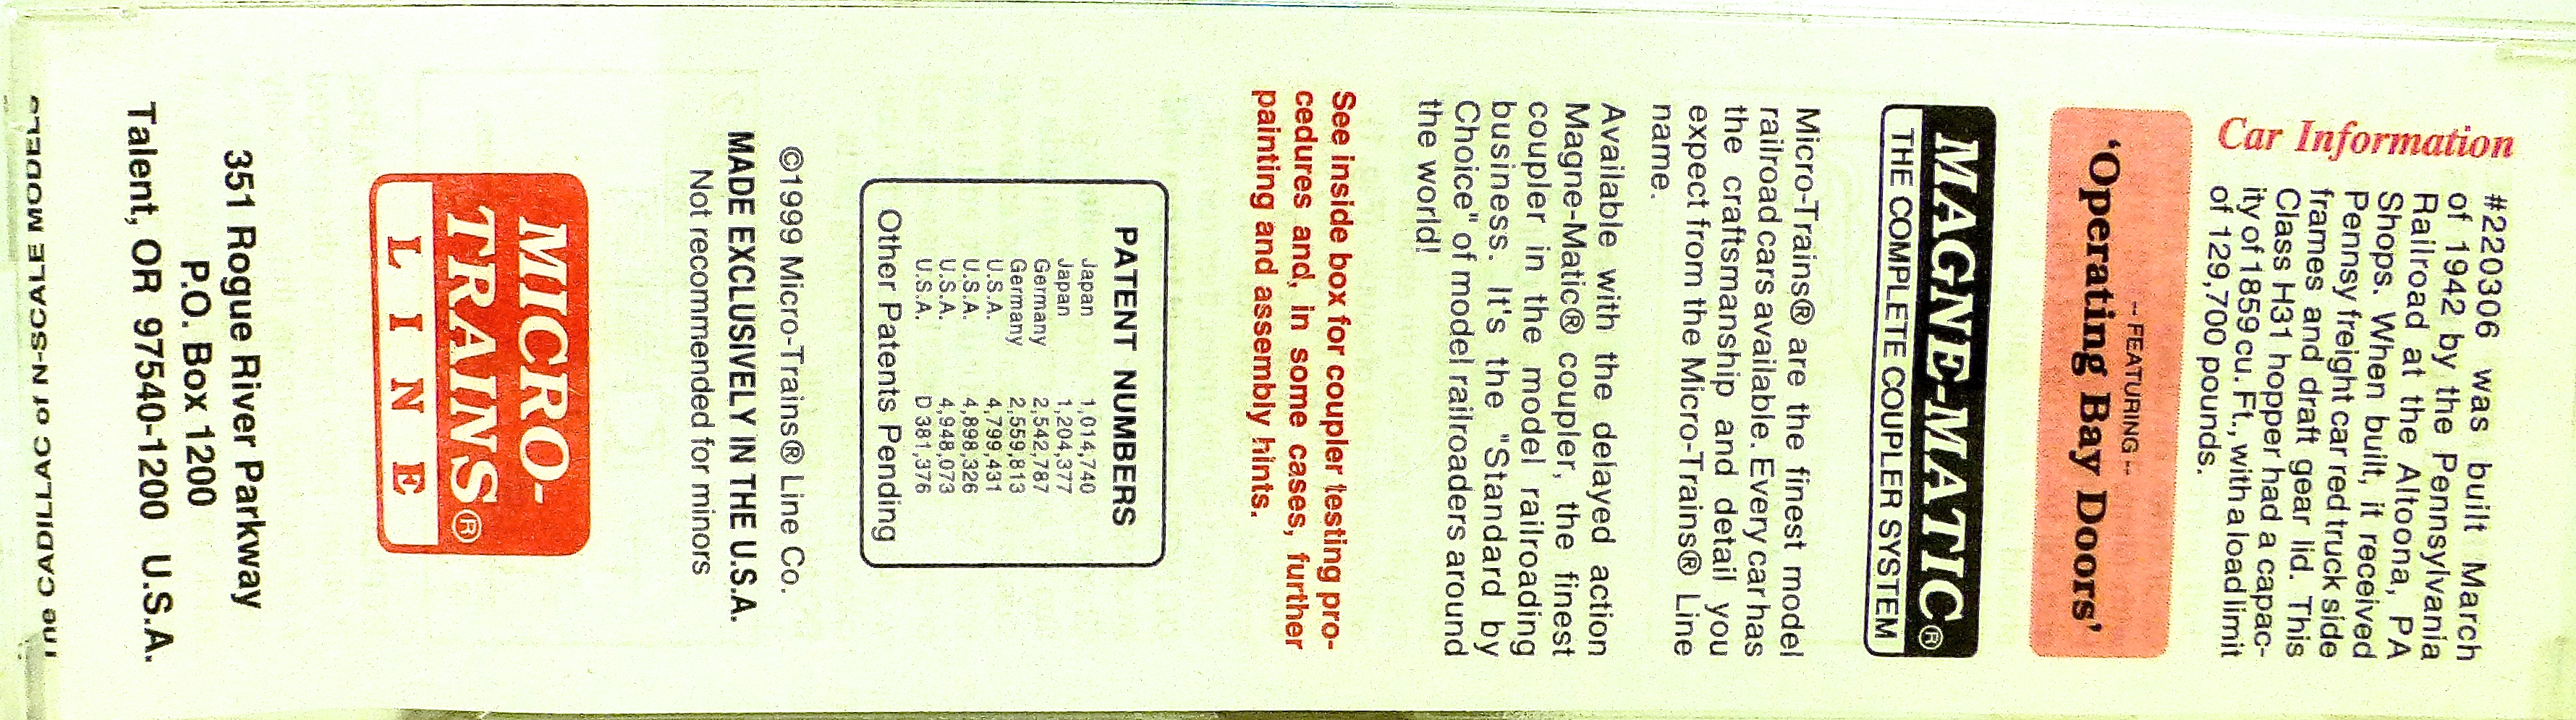 Car Information
#220306 was built March
of 1942 by the Pennsylvania
Railroad at the Altoona, PA
Shops. When built, it received
Pennsy freight car red truck side
frames and draft gear lid. This
Class H31 hopper had a capac-
ity of 1859 cu. Ft., with a load limit
of 129,700 pounds.
-- FEATURING --
'Operating Bay Doors'
MAGNE-MATIC®
THE COMPLETE COUPLER SYSTEM
Micro-Trains® are the finest model
railroad cars available. Every car has
the craftsmanship and detail you
expect from the Micro-Trains® Line
name.
Available with the delayed action
Magne-Matic® coupler, the finest
coupler in the model railroading
business. It's the "Standard by
Choice" of model railroaders around
the world!
See inside box for coupler testing pro-
cedures and, in some cases, further
painting and assembly hints.
PATENT NUMBERS
Japan 1,014,740
Japan 1,204,377
Germany 2,542,787
Germany 2,559,813
U.S.A. 4,799,431
U.S.A. 4,898,326
U.S.A. 4,948,073
U.S.A. D 381,376
Other Patents Pending
©1999 Micro-Trains® Line Co.
MADE EXCLUSIVELY IN THE U.S.A.
Not recommended for minors
MICRO-
TRAINS®
LINE
351 Rogue River Parkway
P.O. Box 1200
Talent, OR 97540-1200 U.S.A.
The CADILLAC of N-SCALE MODELS